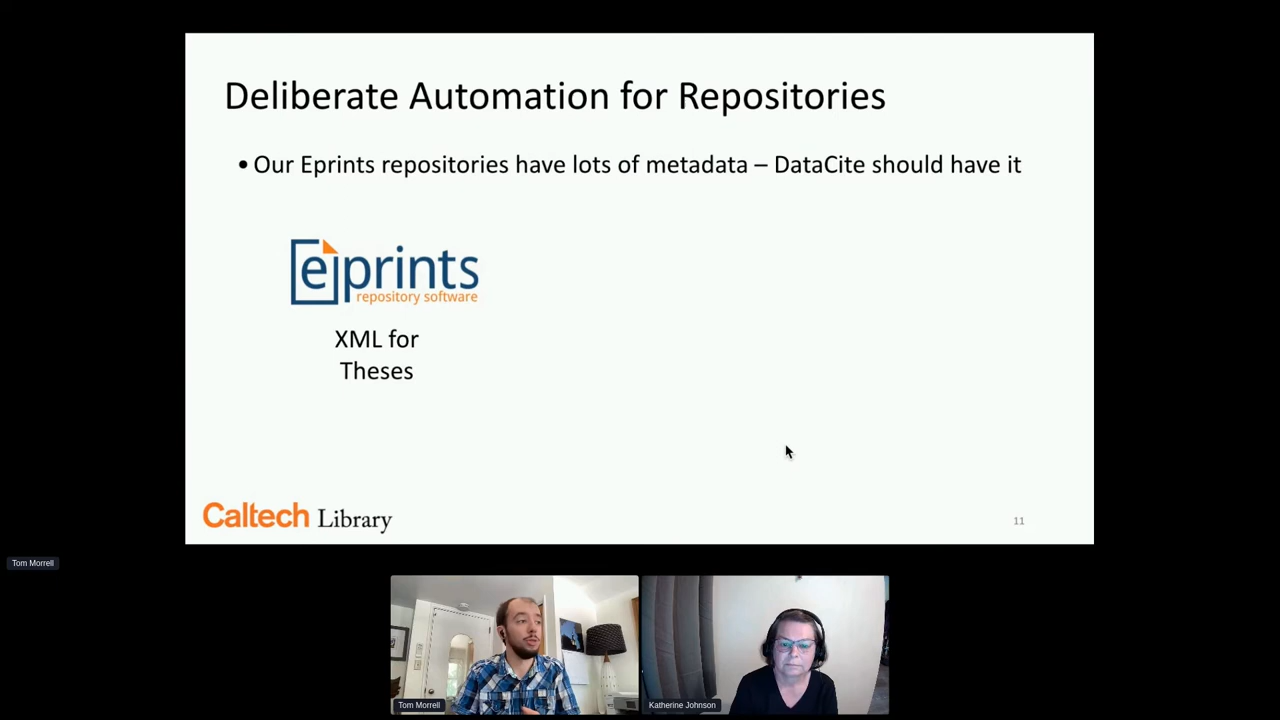 Deliberate Automation for Repositories
• Our Eprints repositories have lots of metadata – DataCite should have it
eprints
repository software
XML for
Theses
Caltech Library
11
Tom Morrell
Tom Morrell
Katherine Johnson